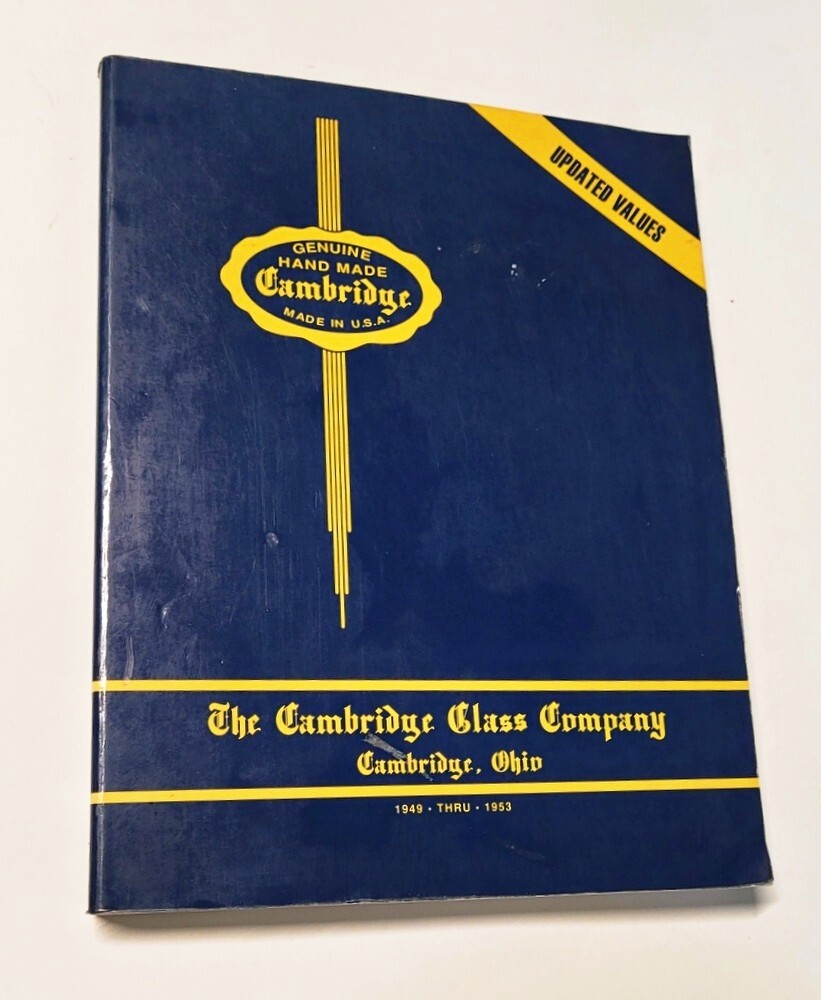 UPDATED VALUES
GENUINE
HAND MADE
Cambridge
MADE IN U.S.A.
The Cambridge Glass Company
Cambridge, Ohio
1949 • THRU • 1953